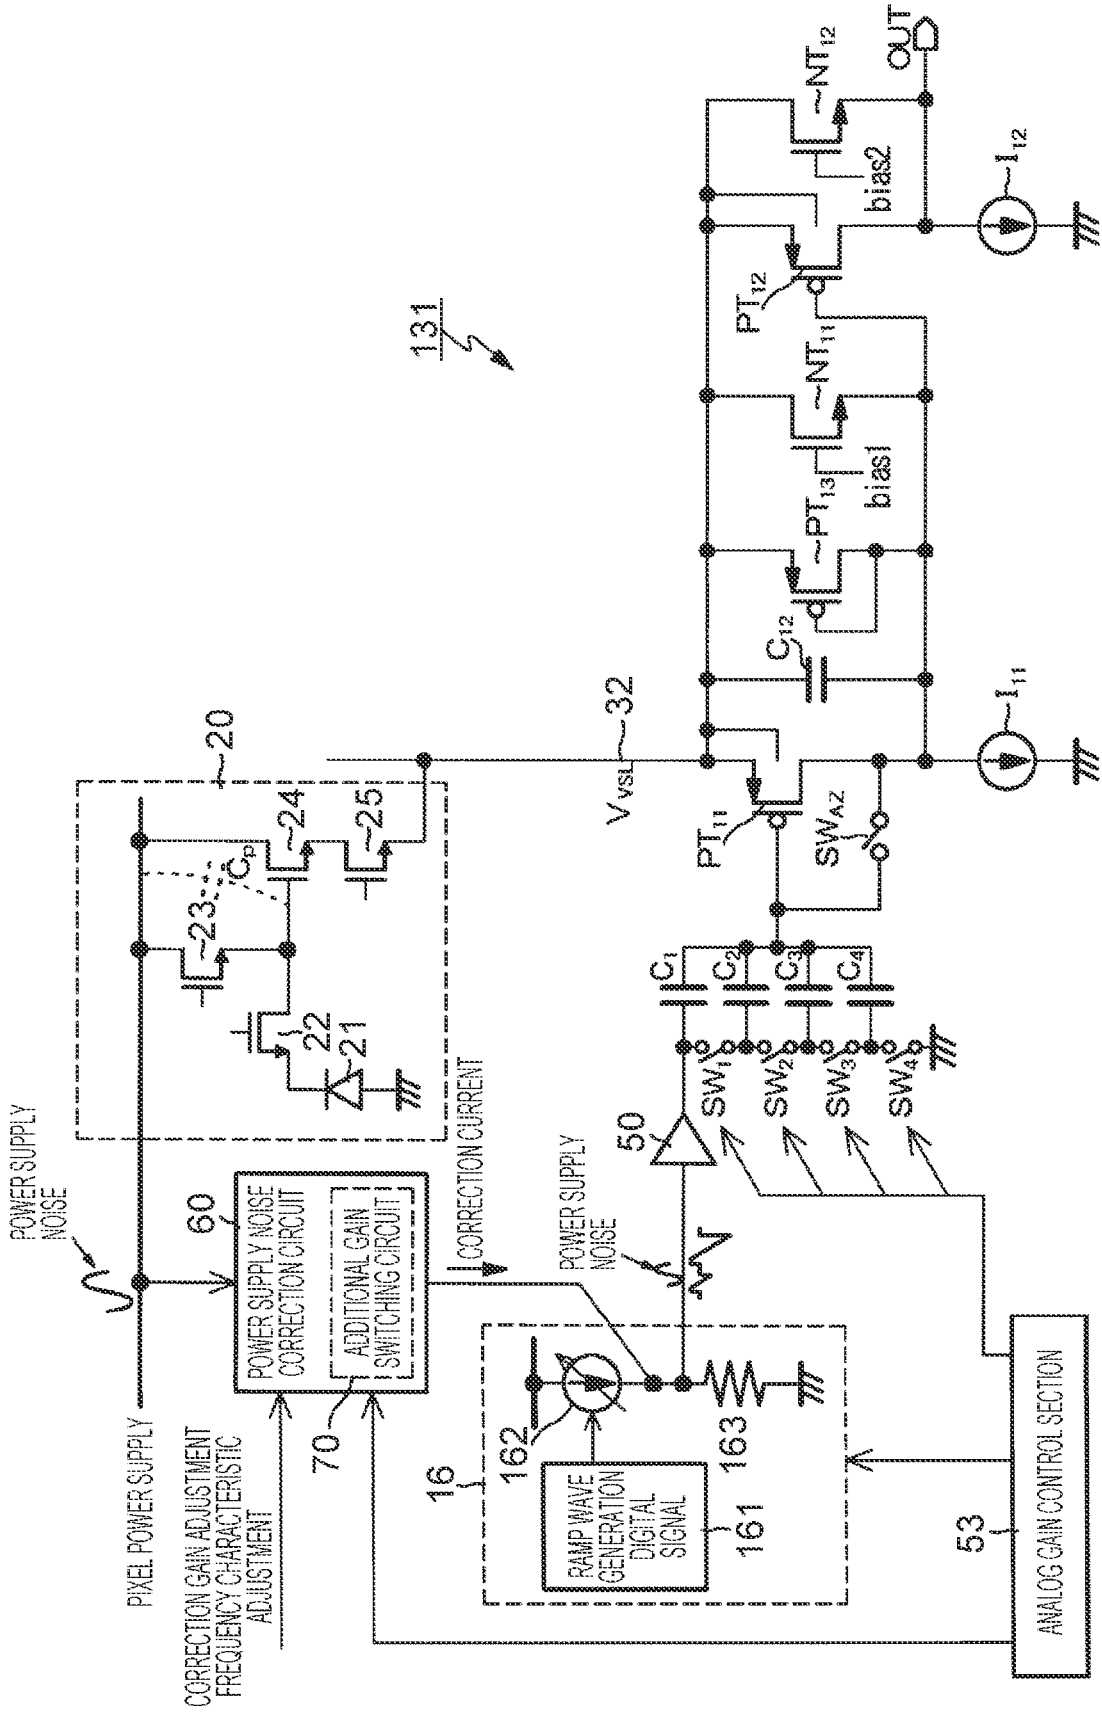 POWER SUPPLY
NOISE
PIXEL POWER SUPPLY
CORRECTION GAIN ADJUSTMENT
FREQUENCY CHARACTERISTIC
ADJUSTMENT
60
POWER SUPPLY NOISE
CORRECTION CIRCUIT
70
ADDITIONAL GAIN
SWITCHING CIRCUIT
CORRECTION CURRENT
20
21
22
23
24
25
Cp
131
16
161
RAMP WAVE
GENERATION
DIGITAL
SIGNAL
162
163
POWER SUPPLY
NOISE
50
C1
C2
C3
C4
SW1
SW2
SW3
SW4
53
ANALOG GAIN CONTROL SECTION
VVSL
32
PT11
SWAZ
I11
C12
PT13
NT11
bias1
PT12
NT12
bias2
I12
OUT